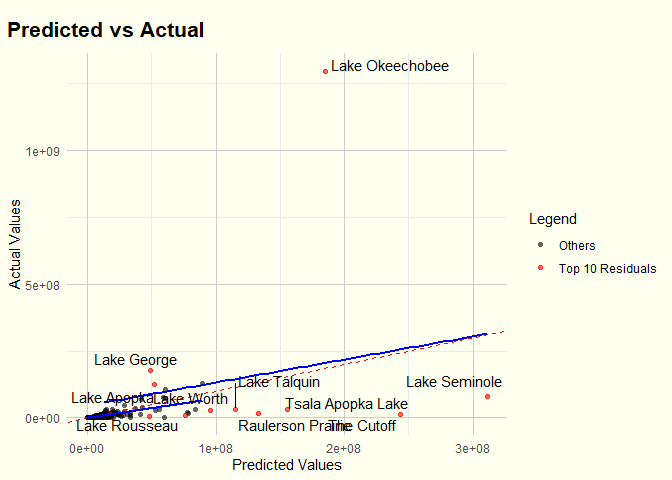 Predicted vs Actual
Lake Okeechobee
1e+09
Legend
Others
Top 10 Residuals
Actual Values
5e+08
Lake George
Lake Talquin
Lake Seminole
Lake Apopka
Lake Worth
Tsala Apopka Lake
0e+00
Lake Rousseau
Raulerson Prairie
The Cutoff
0e+00
1e+08
2e+08
3e+08
Predicted Values